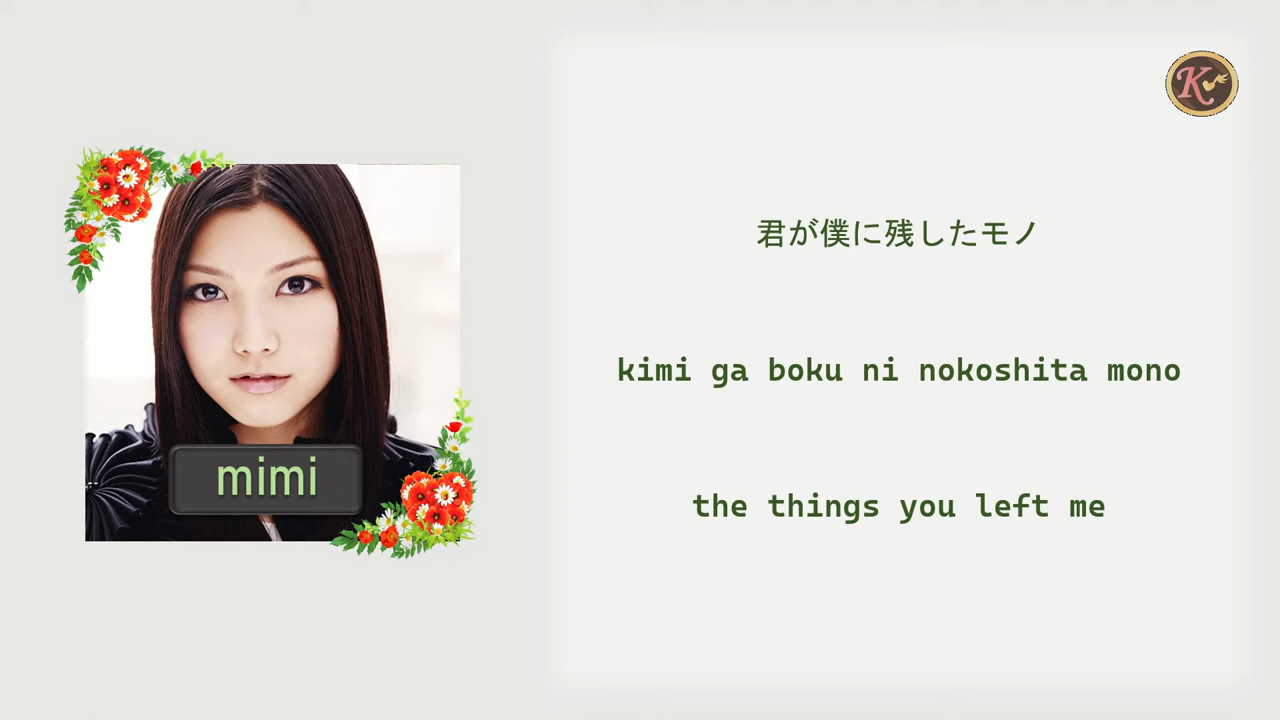 K
君が僕に残したモノ
kimi ga boku ni nokoshita mono
the things you left me
mimi